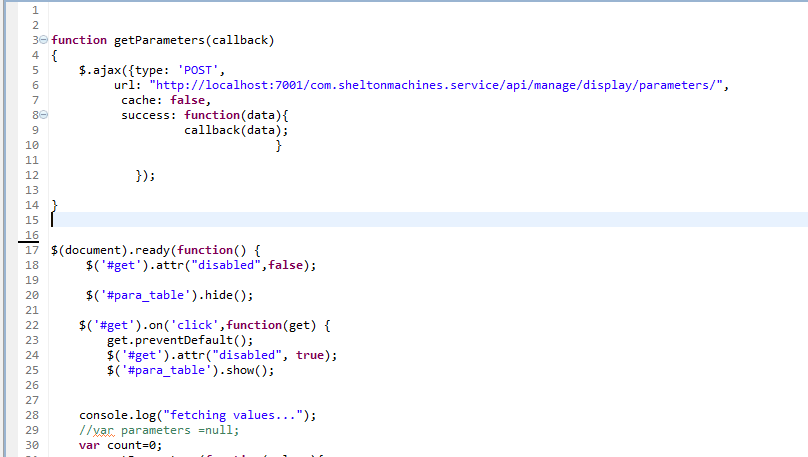 1
2
3 function getParameters(callback)
4 {
5 $.ajax({type: 'POST',
6 url: "http://localhost:7001/com.sheltonmachines.service/api/manage/display/parameters/",
7 cache: false,
8 success: function(data){
9 callback(data);
10 }
11
12 });
13
14 }
15
16
17 $(document).ready(function() {
18 $('#get').attr("disabled",false);
19
20 $('#para_table').hide();
21
22 $('#get').on('click',function(get) {
23 get.preventDefault();
24 $('#get').attr("disabled", true);
25 $('#para_table').show();
26
27
28 console.log("fetching values...");
29 //var parameters =null;
30 var count=0;